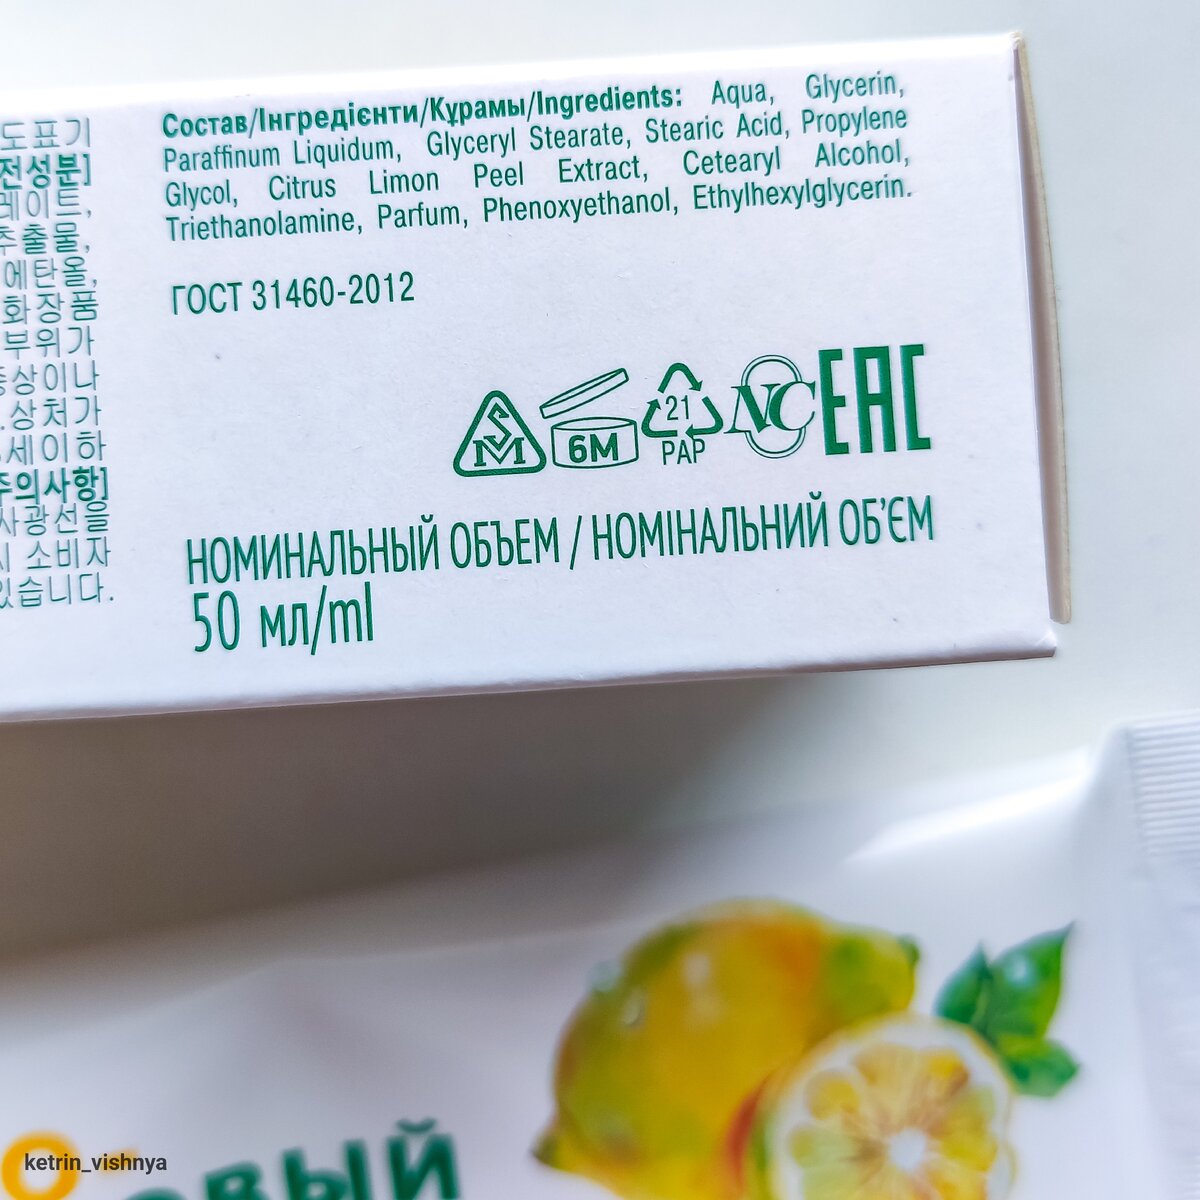 도표기
전성분]
레이트,
추출물,
에탄올,
화장품
부위가
증상이나
.상처가
세이하
주의사항]
사광선을
시 소비자
있습니다.
Состав/Інгредієнти/Құрамы/Ingredients: Aqua, Glycerin,
Paraffinum Liquidum, Glyceryl Stearate, Stearic Acid, Propylene
Glycol, Citrus Limon Peel Extract, Cetearyl Alcohol,
Triethanolamine, Parfum, Phenoxyethanol, Ethylhexylglycerin.
ГОСТ 31460-2012
SM
6M
21
PAP
NC
EAC
НОМИНАЛЬНЫЙ ОБЪЕМ / НОМІНАЛЬНИЙ ОБ’ЄМ
50 мл/ml
овый
ketrin_vishnya